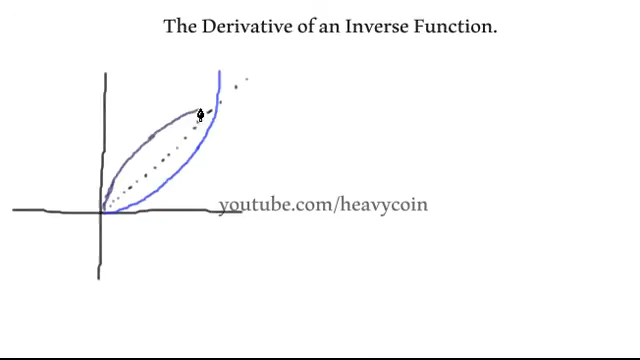 The Derivative of an Inverse Function.
youtube.com/heavycoin